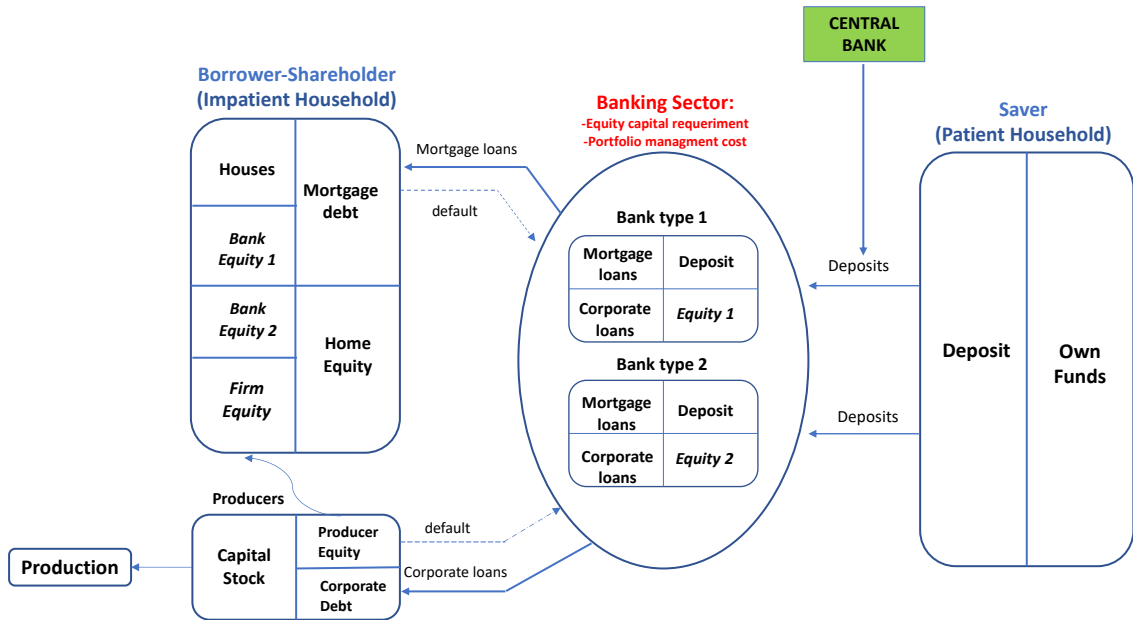 CENTRAL
BANK
Borrower-Shareholder
(Impatient Household)
Houses
Mortgage
debt
Bank
Equity 1
Bank
Equity 2
Home
Equity
Firm
Equity
Mortgage loans
default
Banking Sector:
-Equity capital requeriment
-Portfolio managment cost
Bank type 1
Mortgage
loans
Deposit
Corporate
loans
Equity 1
Bank type 2
Mortgage
loans
Deposit
Corporate
loans
Equity 2
Deposits
Deposits
Saver
(Patient Household)
Deposit
Own
Funds
Producers
Capital
Stock
Producer
Equity
Corporate
Debt
default
Corporate loans
Production